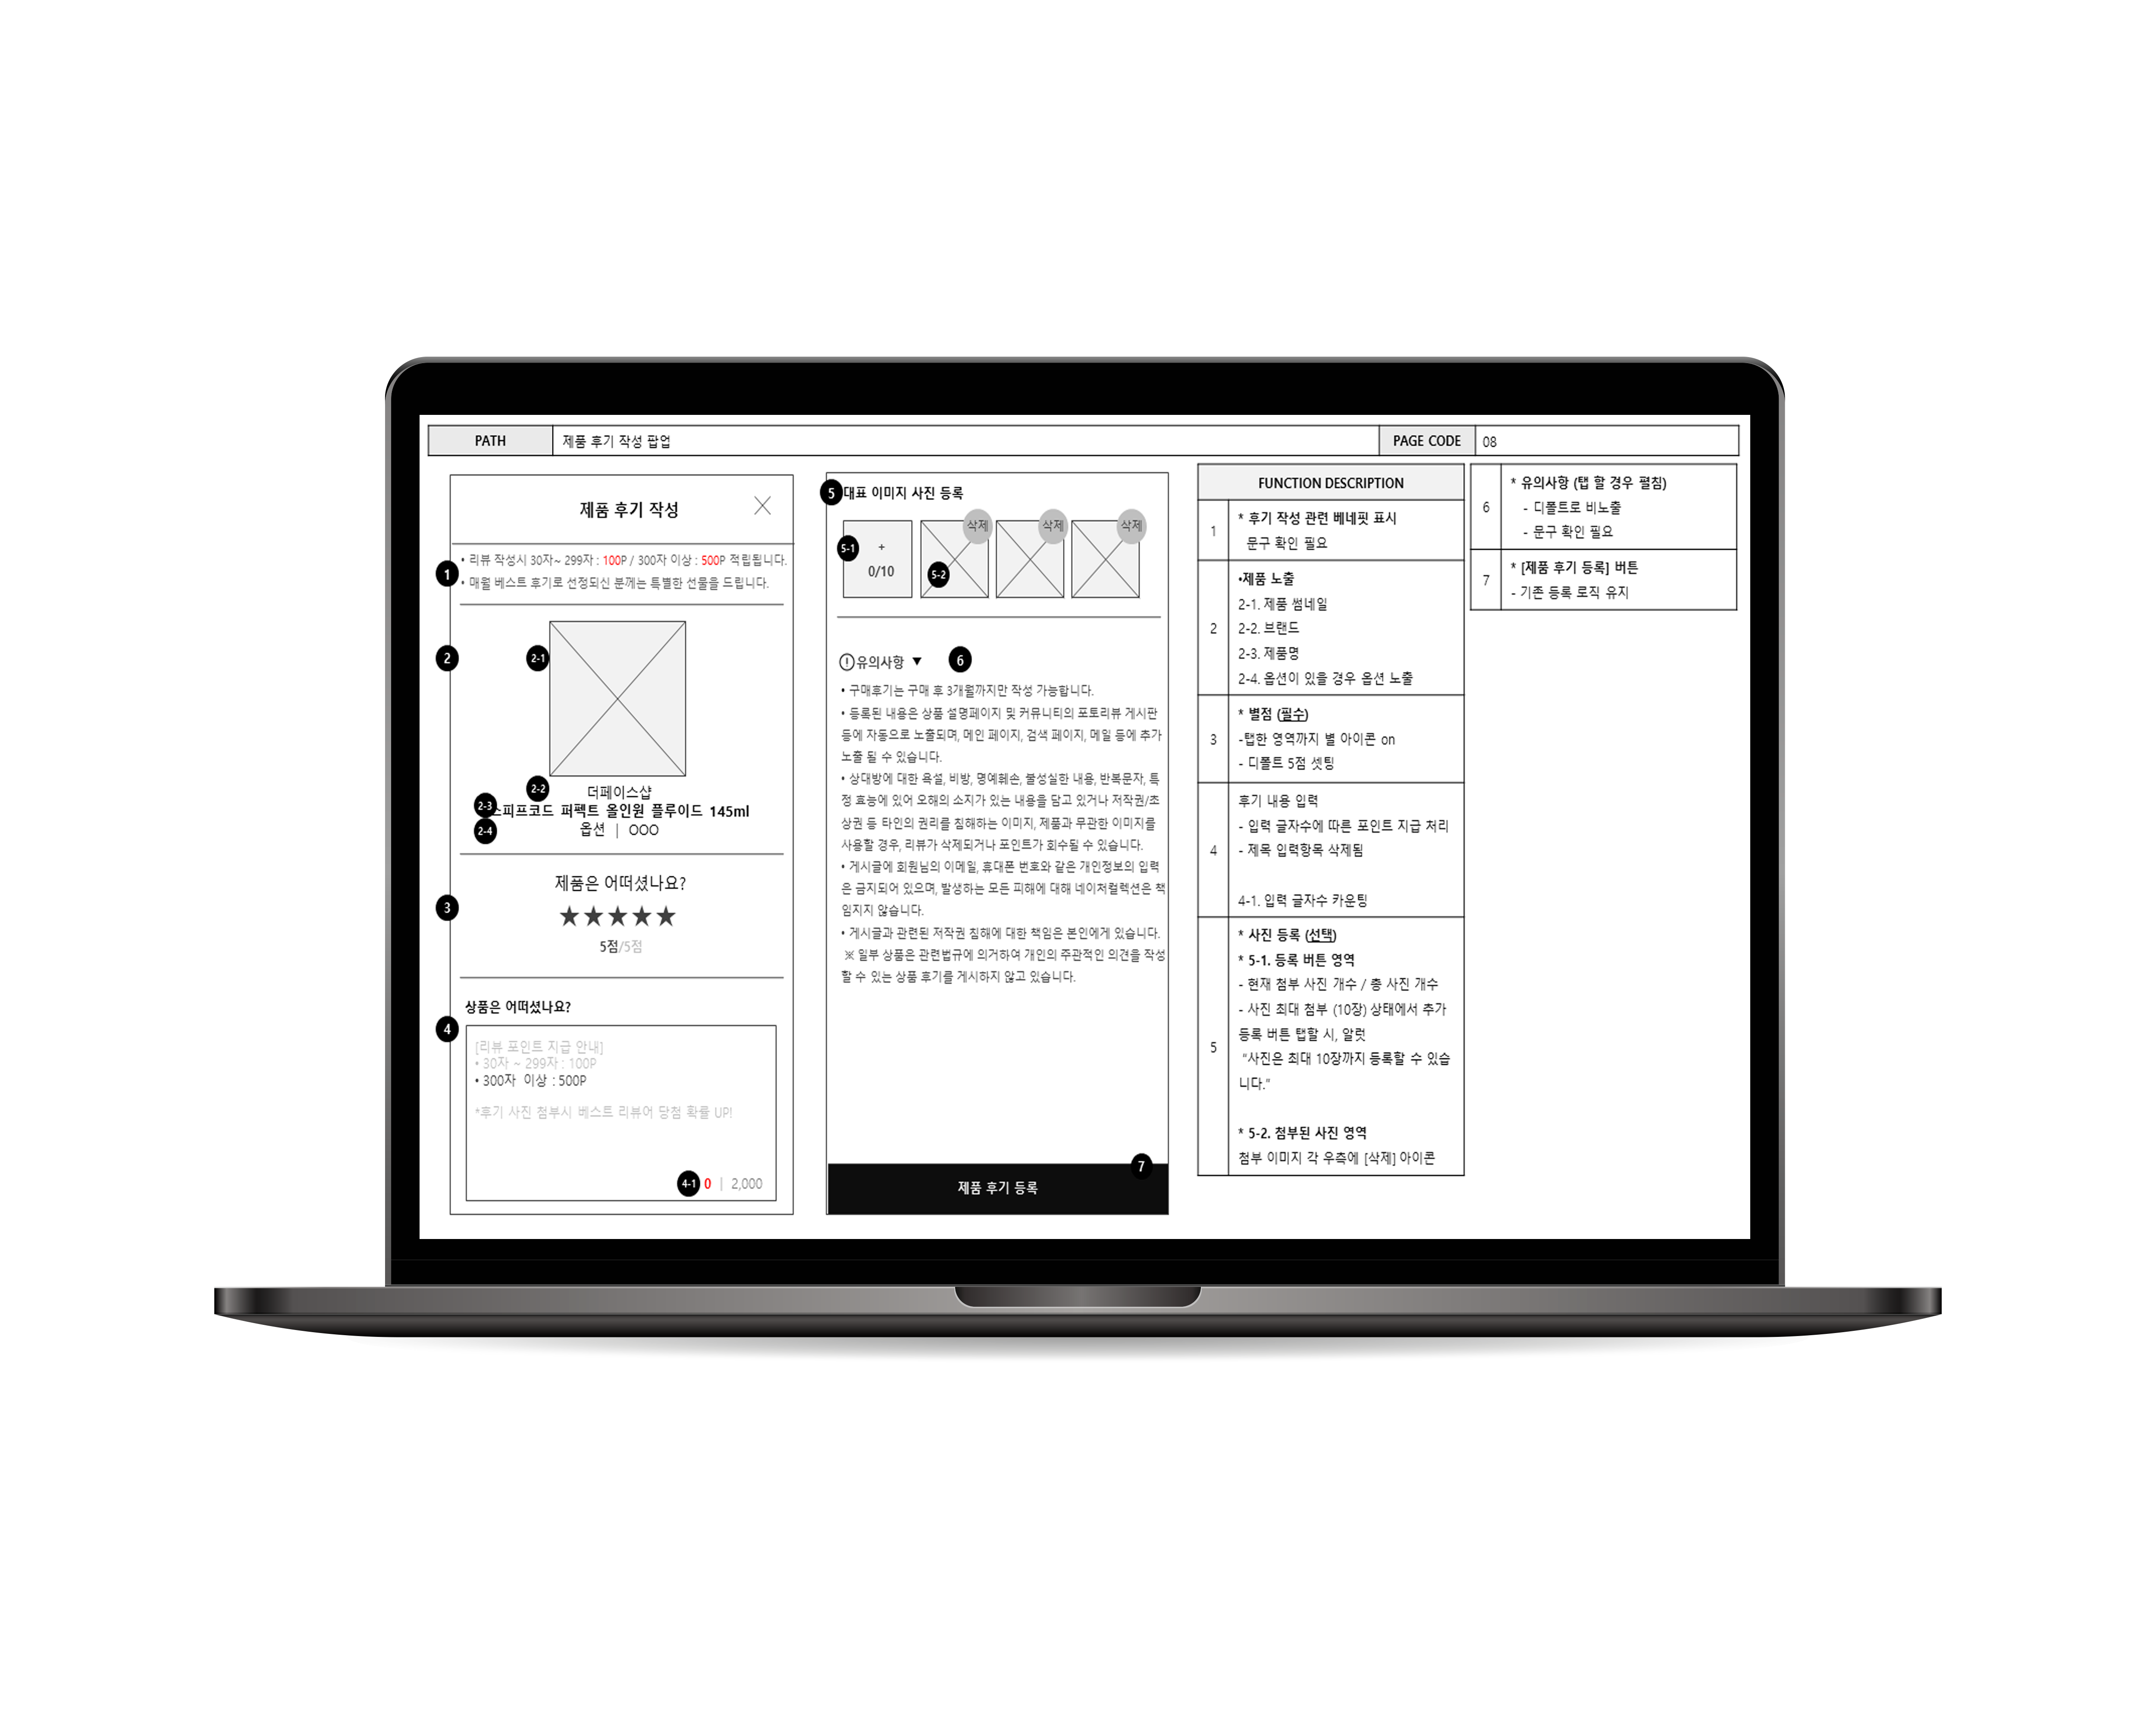 PATH
제품 후기 작성 팝업
PAGE CODE
08
제품 후기 작성
1
• 리뷰 작성시 30자~ 299자 : 100P / 300자 이상 : 500P 적립됩니다.
• 매월 베스트 후기로 선정되신 분께는 특별한 선물을 드립니다.
2
2-1
2-2
더페이스샵
2-3
스피프코드 퍼펙트 올인원 플루이드 145ml
2-4
옵션 | OOO
제품은 어떠셨나요?
3
★★★★★
5점/5점
상품은 어떠셨나요?
4
[리뷰 포인트 지급 안내]
• 30자 ~ 299자 : 100P
• 300자 이상 : 500P
*후기 사진 첨부시 베스트 리뷰어 당첨 확률 UP!
4-1
0 | 2,000
5
대표 이미지 사진 등록
삭제
삭제
삭제
5-1
+
0/10
5-2
유의사항 ▼
6
• 구매후기는 구매 후 3개월까지만 작성 가능합니다.
• 등록된 내용은 상품 설명페이지 및 커뮤니티의 포토리뷰 게시판
등에 자동으로 노출되며, 메인 페이지, 검색 페이지, 메일 등에 추가
노출 될 수 있습니다.
• 상대방에 대한 욕설, 비방, 명예훼손, 불성실한 내용, 반복문자, 특
정 효능에 있어 오해의 소지가 있는 내용을 담고 있거나 저작권/초
상권 등 타인의 권리를 침해하는 이미지, 제품과 무관한 이미지를
사용할 경우, 리뷰가 삭제되거나 포인트가 회수될 수 있습니다.
• 게시글에 회원님의 이메일, 휴대폰 번호와 같은 개인정보의 입력
은 금지되어 있으며, 발생하는 모든 피해에 대해 네이처컬렉션은 책
임지지 않습니다.
• 게시글과 관련된 저작권 침해에 대한 책임은 본인에게 있습니다.
※ 일부 상품은 관련법규에 의거하여 개인의 주관적인 의견을 작성
할 수 있는 상품 후기를 게시하지 않고 있습니다.
7
제품 후기 등록
FUNCTION DESCRIPTION
1
* 후기 작성 관련 베네핏 표시
문구 확인 필요
2
•제품 노출
2-1. 제품 썸네일
2-2. 브랜드
2-3. 제품명
2-4. 옵션이 있을 경우 옵션 노출
3
* 별점 (필수)
-탭한 영역까지 별 아이콘 on
- 디폴트 5점 셋팅
4
후기 내용 입력
- 입력 글자수에 따른 포인트 지급 처리
- 제목 입력항목 삭제됨
4-1. 입력 글자수 카운팅
5
* 사진 등록 (선택)
* 5-1. 등록 버튼 영역
- 현재 첨부 사진 개수 / 총 사진 개수
- 사진 최대 첨부 (10장) 상태에서 추가
등록 버튼 탭할 시, 알럿
"사진은 최대 10장까지 등록할 수 있습
니다."
* 5-2. 첨부된 사진 영역
첨부 이미지 각 우측에 [삭제] 아이콘
6
* 유의사항 (탭 할 경우 펼침)
- 디폴트로 비노출
- 문구 확인 필요
7
* [제품 후기 등록] 버튼
- 기존 등록 로직 유지